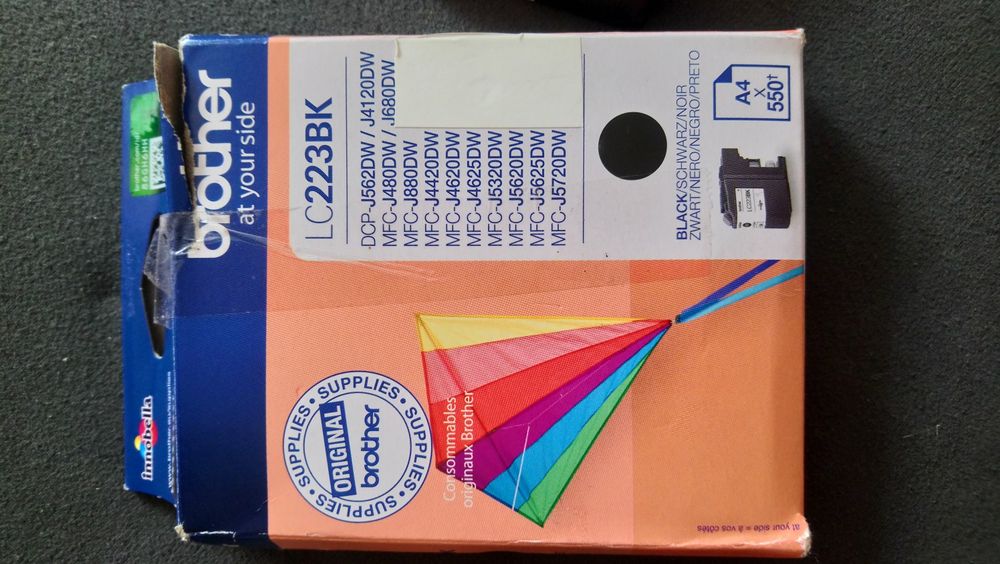 brother
at your side
LC223BK
DCP-J562DW / J4120DW
MFC-J480DW / J680DW
MFC-J880DW
MFC-J4420DW
MFC-J4620DW
MFC-J4625DW
MFC-J5320DW
MFC-J5620DW
MFC-J5625DW
MFC-J5720DW
BLACK/SCHWARZ/NOIR
ZWART/NERO/NEGRO/PRETO
A4
x
550†
LC223BK
innobella
SUPPLIES • SUPPLIES • SUPPLIES • SUPPLIES •
ORIGINAL
brother
Consommables
originaux Brother
at your side = à vos côtés